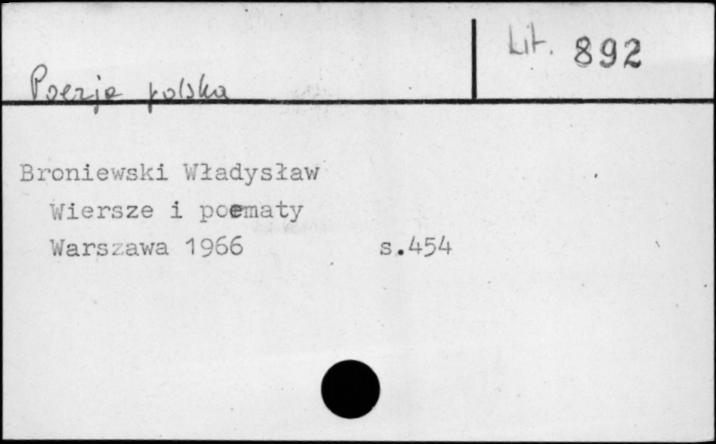 Lit. 892
Poezja polska
Broniewski Władysław
Wiersze i poematy
Warszawa 1966 s.454